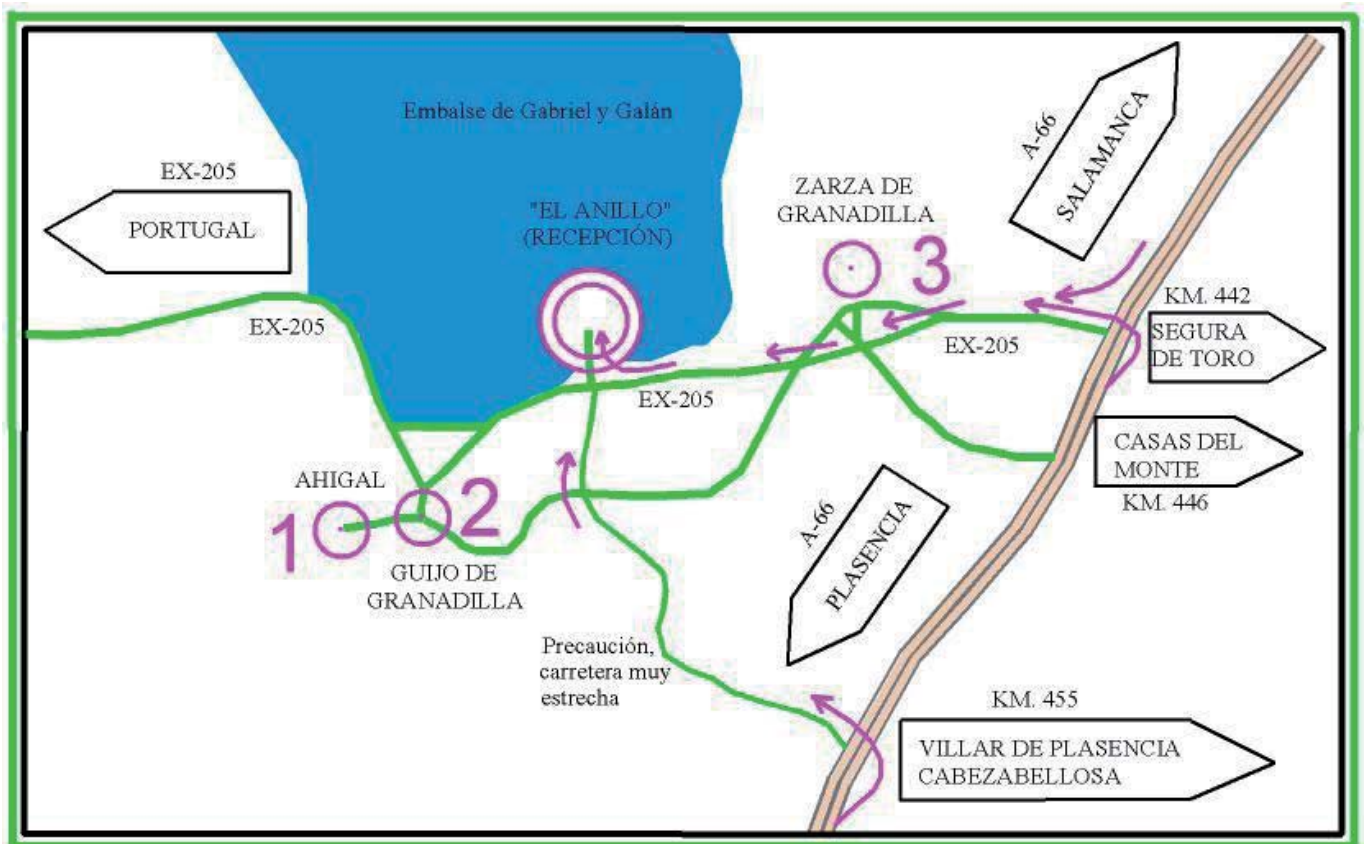 Embalse de Gabriel y Galán
A-66
SALAMANCA
EX-205
PORTUGAL
ZARZA DE
GRANADILLA
"EL ANILLO"
(RECEPCIÓN)
3
KM. 442
SEGURA
DE TORO
EX-205
EX-205
EX-205
CASAS DEL
MONTE
KM. 446
AHIGAL
1
2
GUIJO DE
GRANADILLA
A-66
PLASENCIA
Precaución,
carretera muy
estrecha
KM. 455
VILLAR DE PLASENCIA
CABEZABELLOSA